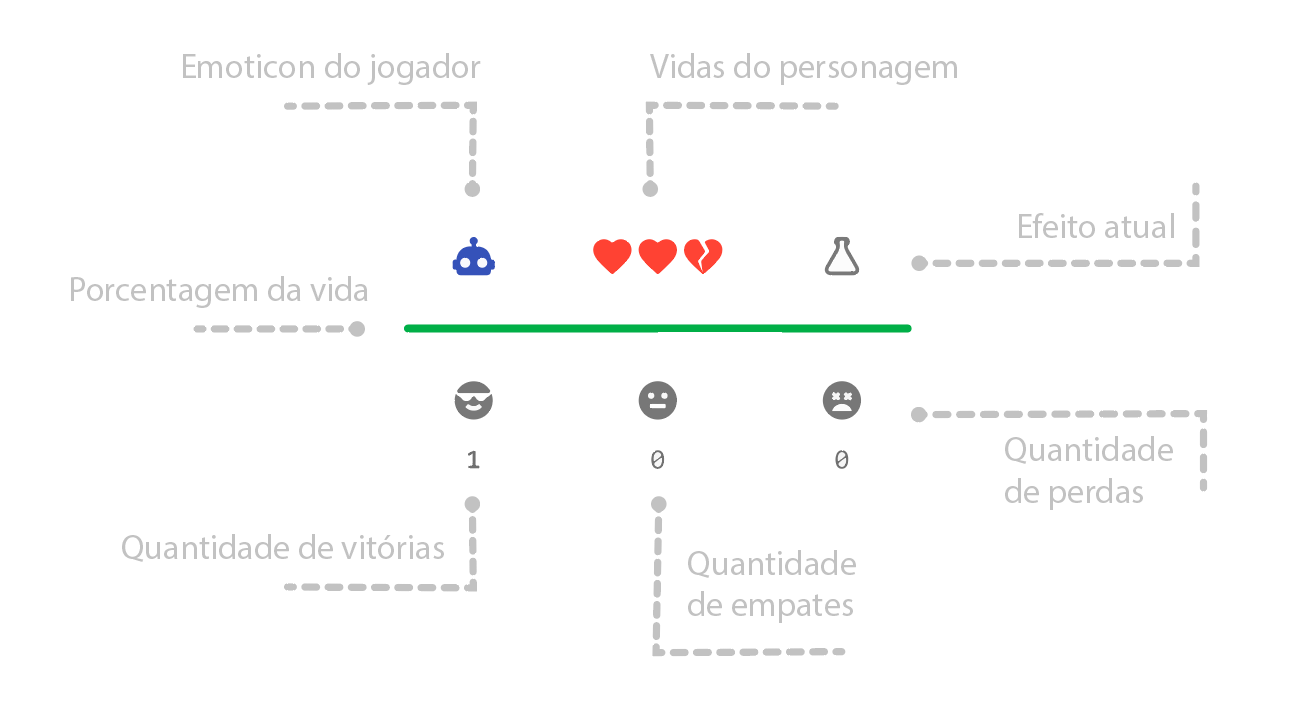 Emoticon do jogador
Vidas do personagem
Efeito atual
Porcentagem da vida
1
0
0
Quantidade
de perdas
Quantidade de vitórias
Quantidade
de empates